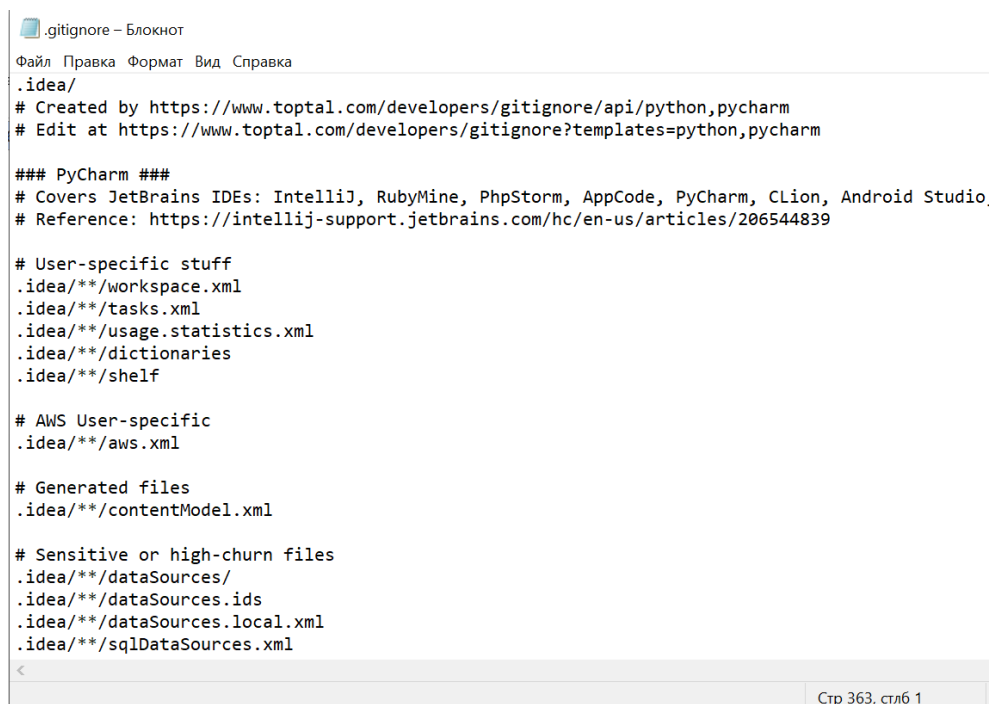 .gitignore – Блокнот
Файл Правка Формат Вид Справка
.idea/
# Created by https://www.toptal.com/developers/gitignore/api/python,pycharm
# Edit at https://www.toptal.com/developers/gitignore?templates=python,pycharm
### PyCharm ###
# Covers JetBrains IDEs: IntelliJ, RubyMine, PhpStorm, AppCode, PyCharm, CLion, Android Studio,
# Reference: https://intellij-support.jetbrains.com/hc/en-us/articles/206544839
# User-specific stuff
.idea/**/workspace.xml
.idea/**/tasks.xml
.idea/**/usage.statistics.xml
.idea/**/dictionaries
.idea/**/shelf
# AWS User-specific
.idea/**/aws.xml
# Generated files
.idea/**/contentModel.xml
# Sensitive or high-churn files
.idea/**/dataSources/
.idea/**/dataSources.ids
.idea/**/dataSources.local.xml
.idea/**/sqlDataSources.xml
Стр 363, стлб 1